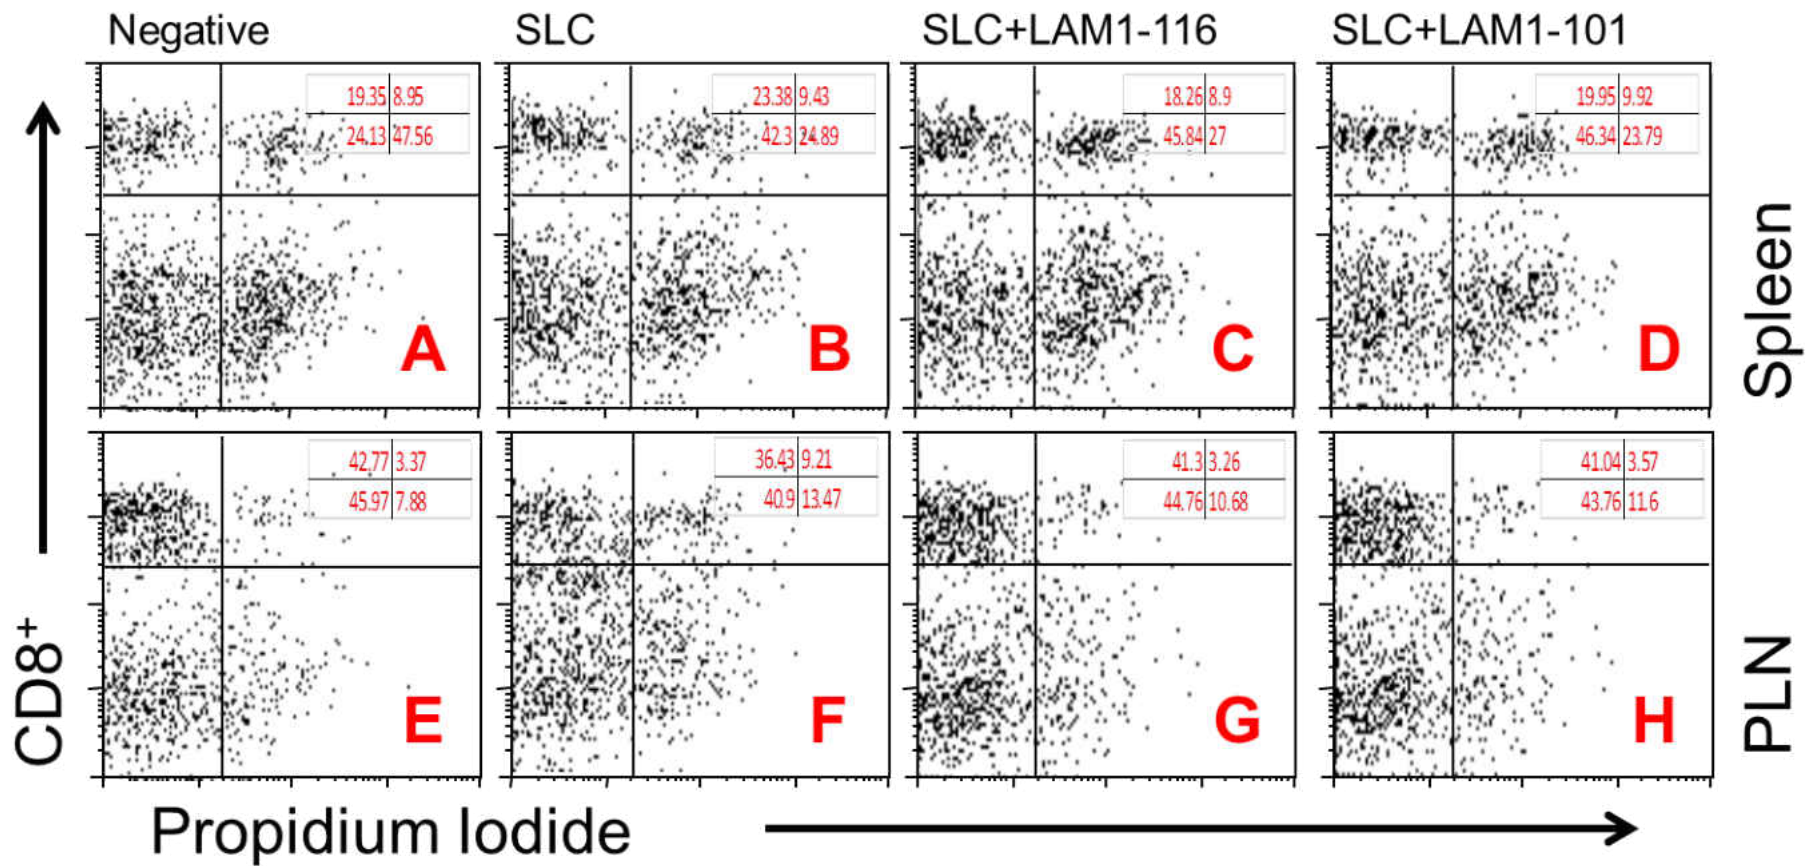 Negative
SLC
SLC+LAM1-116
SLC+LAM1-101
19.35 8.95
24.13 47.56
A
23.38 9.43
42.3 24.89
B
18.26 8.9
45.84 27
C
19.95 9.92
46.34 23.79
D
Spleen
42.77 3.37
45.97 7.88
E
36.43 9.21
40.9 13.47
F
41.3 3.26
44.76 10.68
G
41.04 3.57
43.76 11.6
H
PLN
CD8⁺
Propidium Iodide